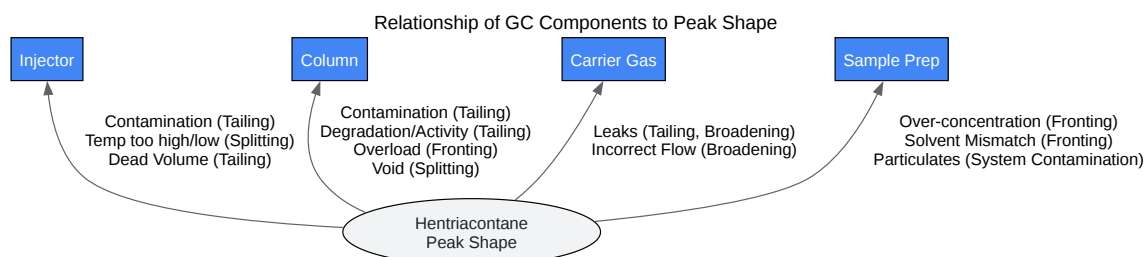 Relationship of GC Components to Peak Shape
Injector
Column
Carrier Gas
Sample Prep
Contamination (Tailing)
Temp too high/low (Splitting)
Dead Volume (Tailing)
Contamination (Tailing)
Degradation/Activity (Tailing)
Overload (Fronting)
Void (Splitting)
Leaks (Tailing, Broadening)
Incorrect Flow (Broadening)
Over-concentration (Fronting)
Solvent Mismatch (Fronting)
Particulates (System Contamination)
Hentriacontane
Peak Shape